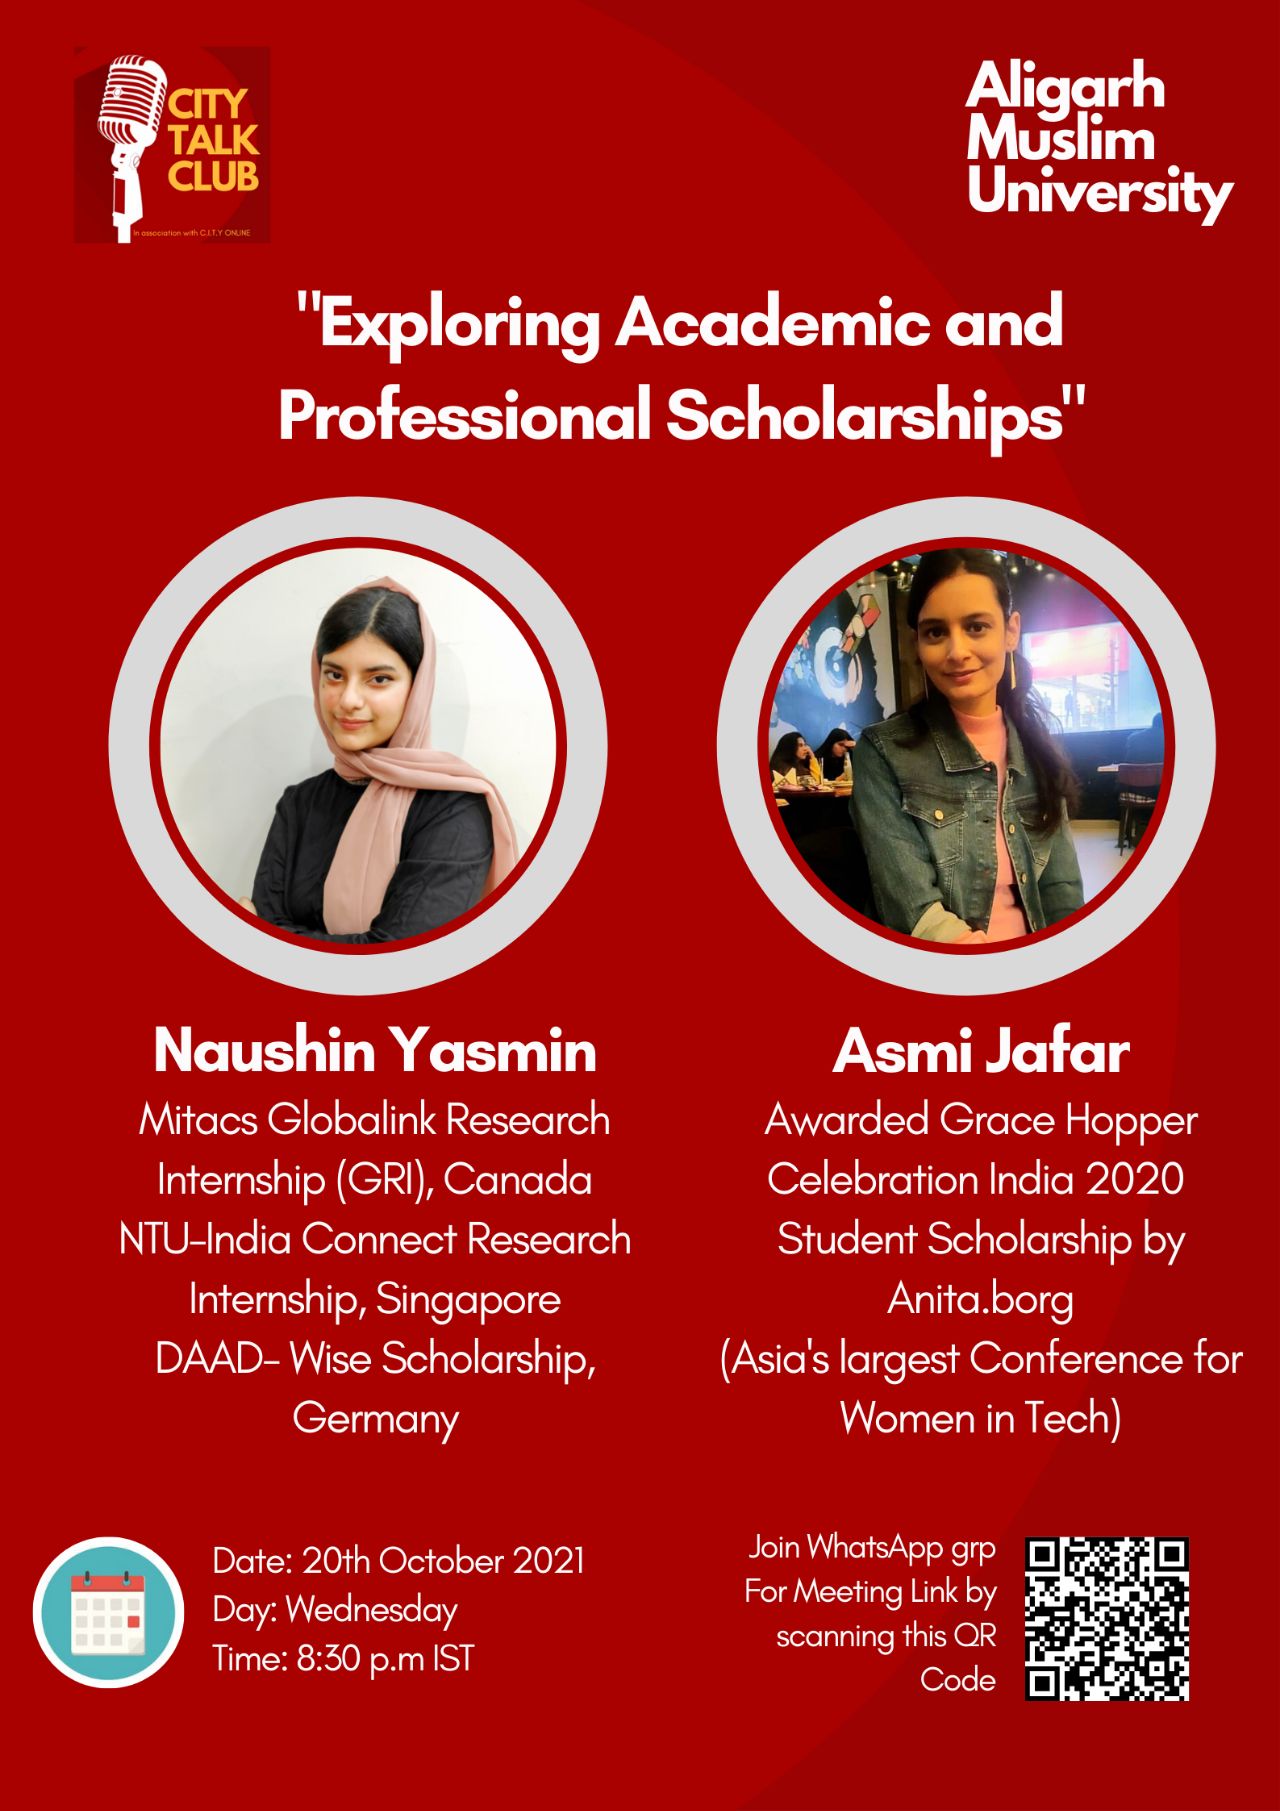 CITY
TALK
CLUB
In association with C.I.T.Y ONLINE
Aligarh
Muslim
University
"Exploring Academic and
Professional Scholarships"
Naushin Yasmin
Mitacs Globalink Research
Internship (GRI), Canada
NTU-India Connect Research
Internship, Singapore
DAAD- Wise Scholarship,
Germany
Asmi Jafar
Awarded Grace Hopper
Celebration India 2020
Student Scholarship by
Anita.borg
(Asia's largest Conference for
Women in Tech)
Date: 20th October 2021
Day: Wednesday
Time: 8:30 p.m IST
Join WhatsApp grp
For Meeting Link by
scanning this QR
Code